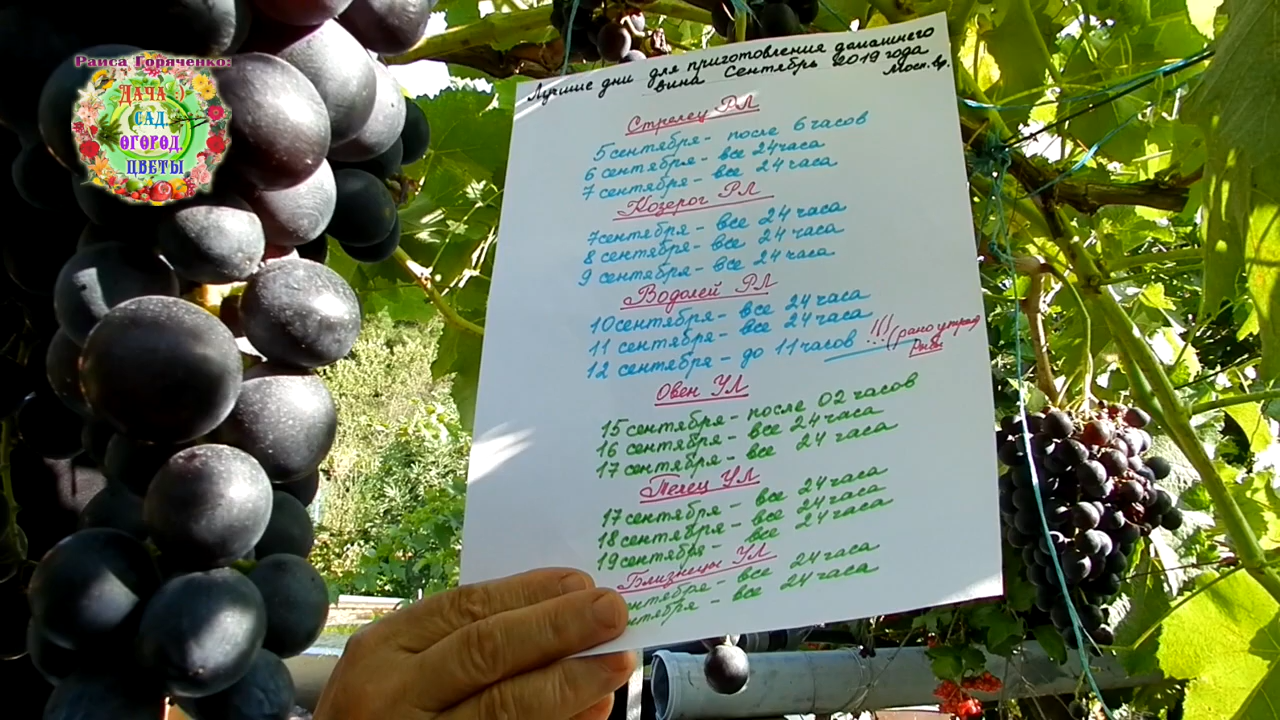 Раиса Горяченко:
ДАЧА :)
САД,
ОГОРОД,
ЦВЕТЫ
Лучшие дни для приготовления домашнего
вина Сентябрь 2019 года
Моск. вр.
Стрелец РЛ
5 сентября - после 6 часов
6 сентября - все 24 часа
7 сентября - все 24 часа
Козерог РЛ
7 сентября - все 24 часа
8 сентября - все 24 часа
9 сентября - все 24 часа
Водолей РЛ
10 сентября - все 24 часа
11 сентября - все 24 часа
12 сентября - до 11 часов !!! (рано утра
Рыбы
Овен УЛ
15 сентября - после 02 часов
16 сентября - все 24 часа
17 сентября - все 24 часа
Телец УЛ
17 сентября - все 24 часа
18 сентября - все 24 часа
19 сентября - все 24 часа
Близнецы УЛ
ентября - все 24 часа
нтября - все 24 часа